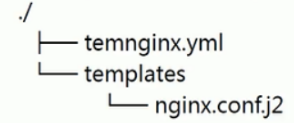 ./
├── temnginx.yml
└── templates
└── nginx.conf.j2